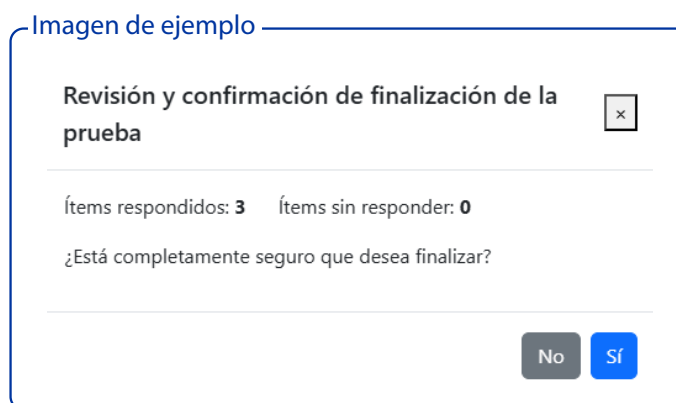 Imagen de ejemplo
Revisión y confirmación de finalización de la
prueba
×
Ítems respondidos: 3 Ítems sin responder: 0
¿Está completamente seguro que desea finalizar?
No Sí